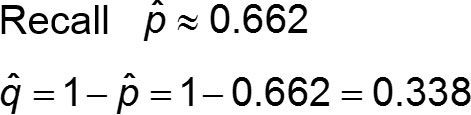 Recall p̂ ≈ 0.662
q̂ = 1– p̂ = 1– 0.662 = 0.338